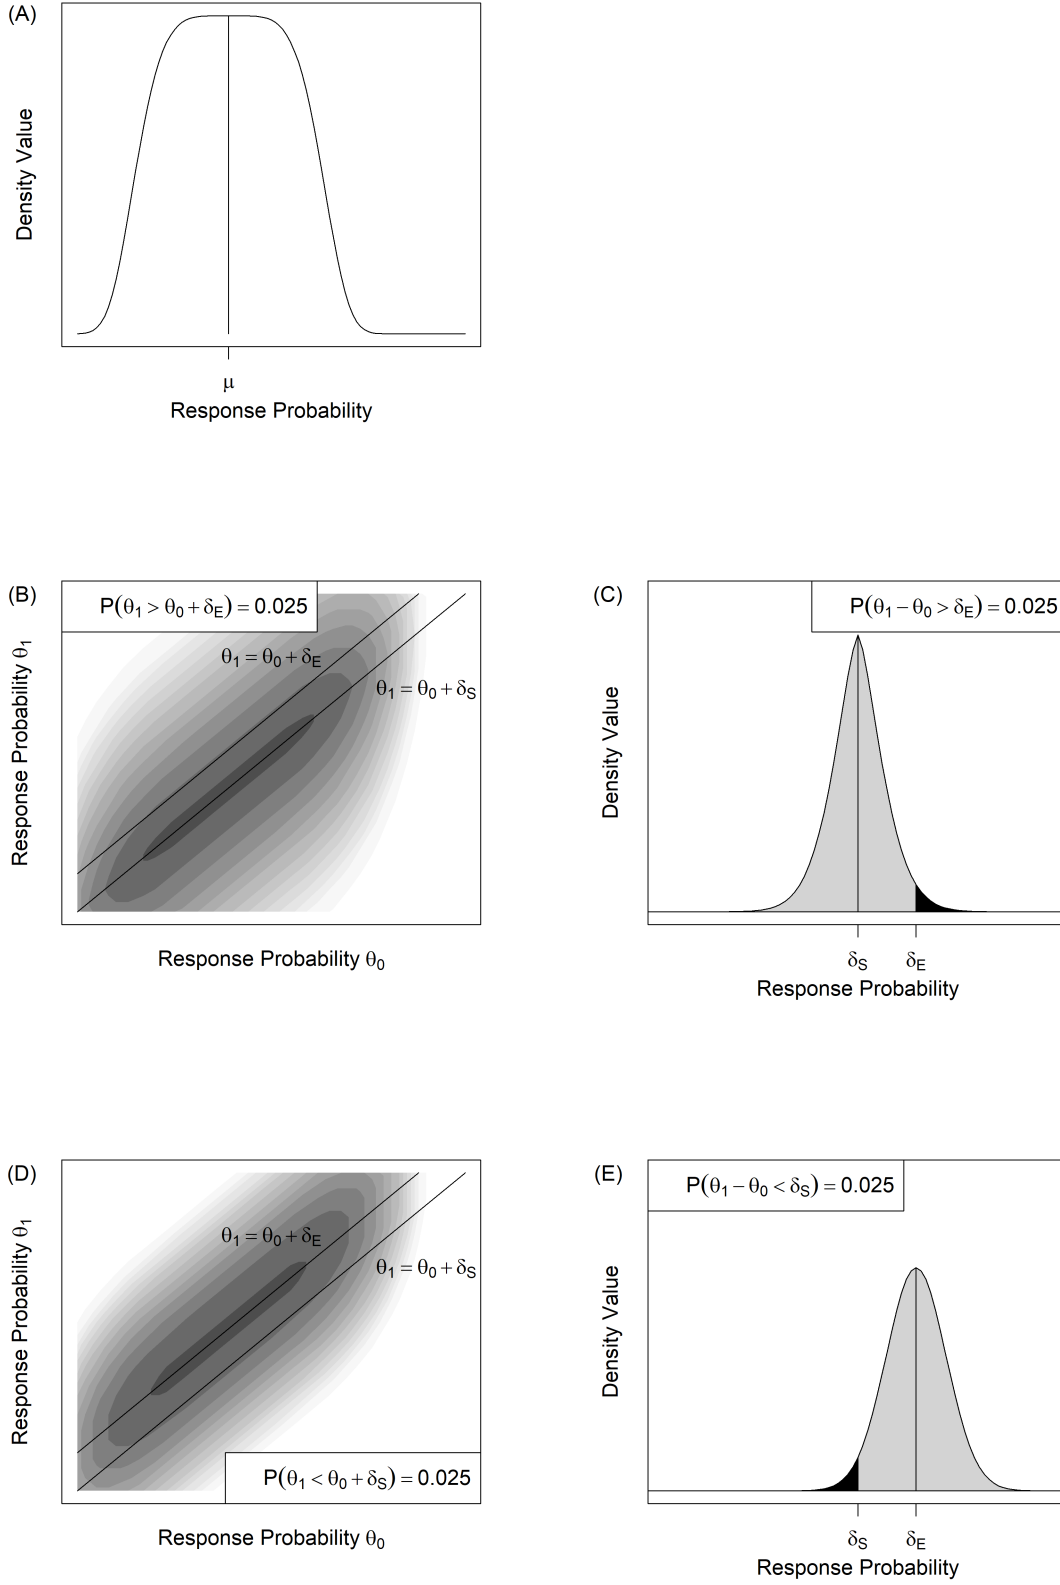 (A)
Density Value
μ
Response Probability
(B)
P(θ1 > θ0 + δE) = 0.025
θ1 = θ0 + δE
θ1 = θ0 + δS
Response Probability θ1
Response Probability θ0
(C)
P(θ1 − θ0 > δE) = 0.025
Density Value
δS δE
Response Probability
(D)
θ1 = θ0 + δE
θ1 = θ0 + δS
P(θ1 < θ0 + δS) = 0.025
Response Probability θ1
Response Probability θ0
(E)
P(θ1 − θ0 < δS) = 0.025
Density Value
δS δE
Response Probability